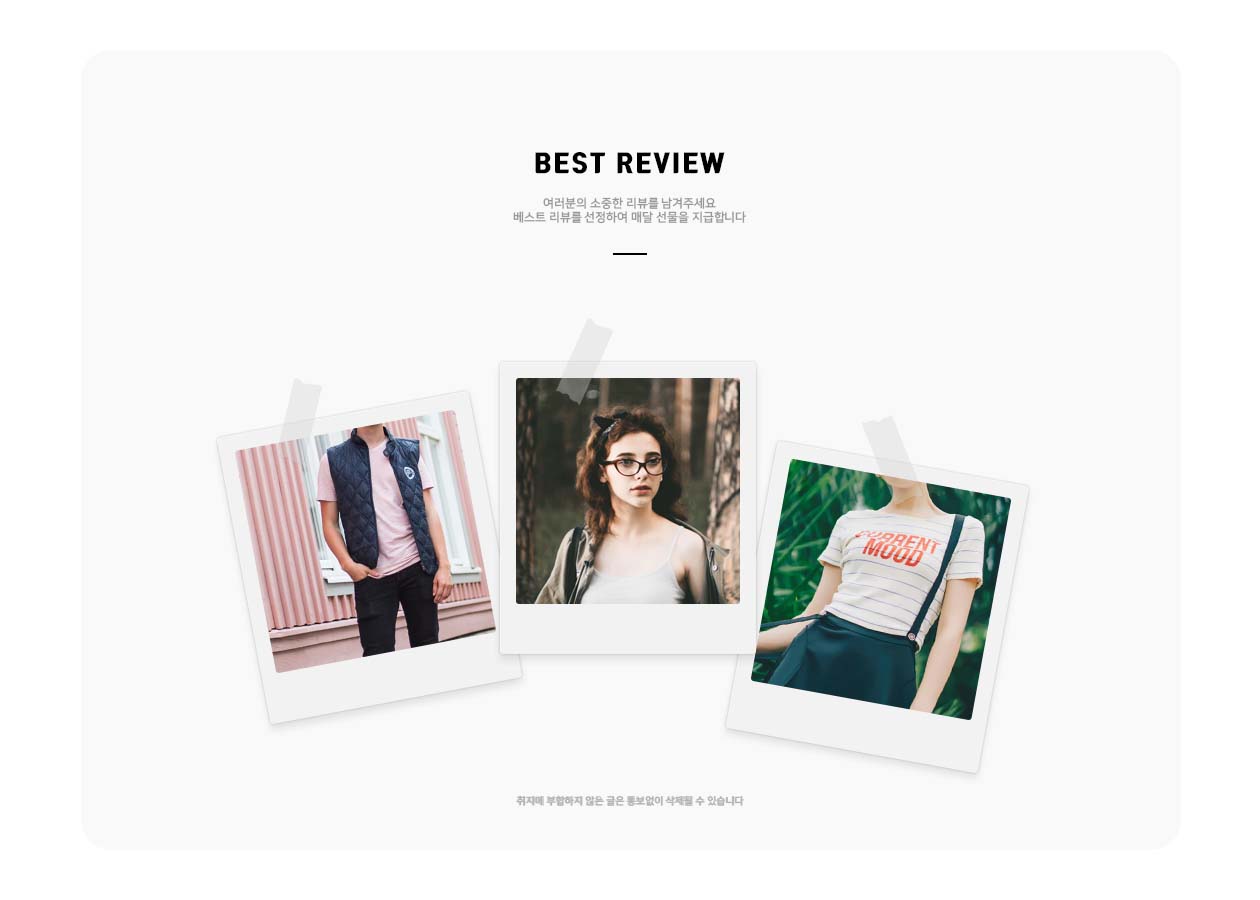 BEST REVIEW
여러분의 소중한 리뷰를 남겨주세요
베스트 리뷰를 선정하여 매달 선물을 지급합니다
CURRENT
MOOD
취지에 부합하지 않은 글은 통보없이 삭제될 수 있습니다